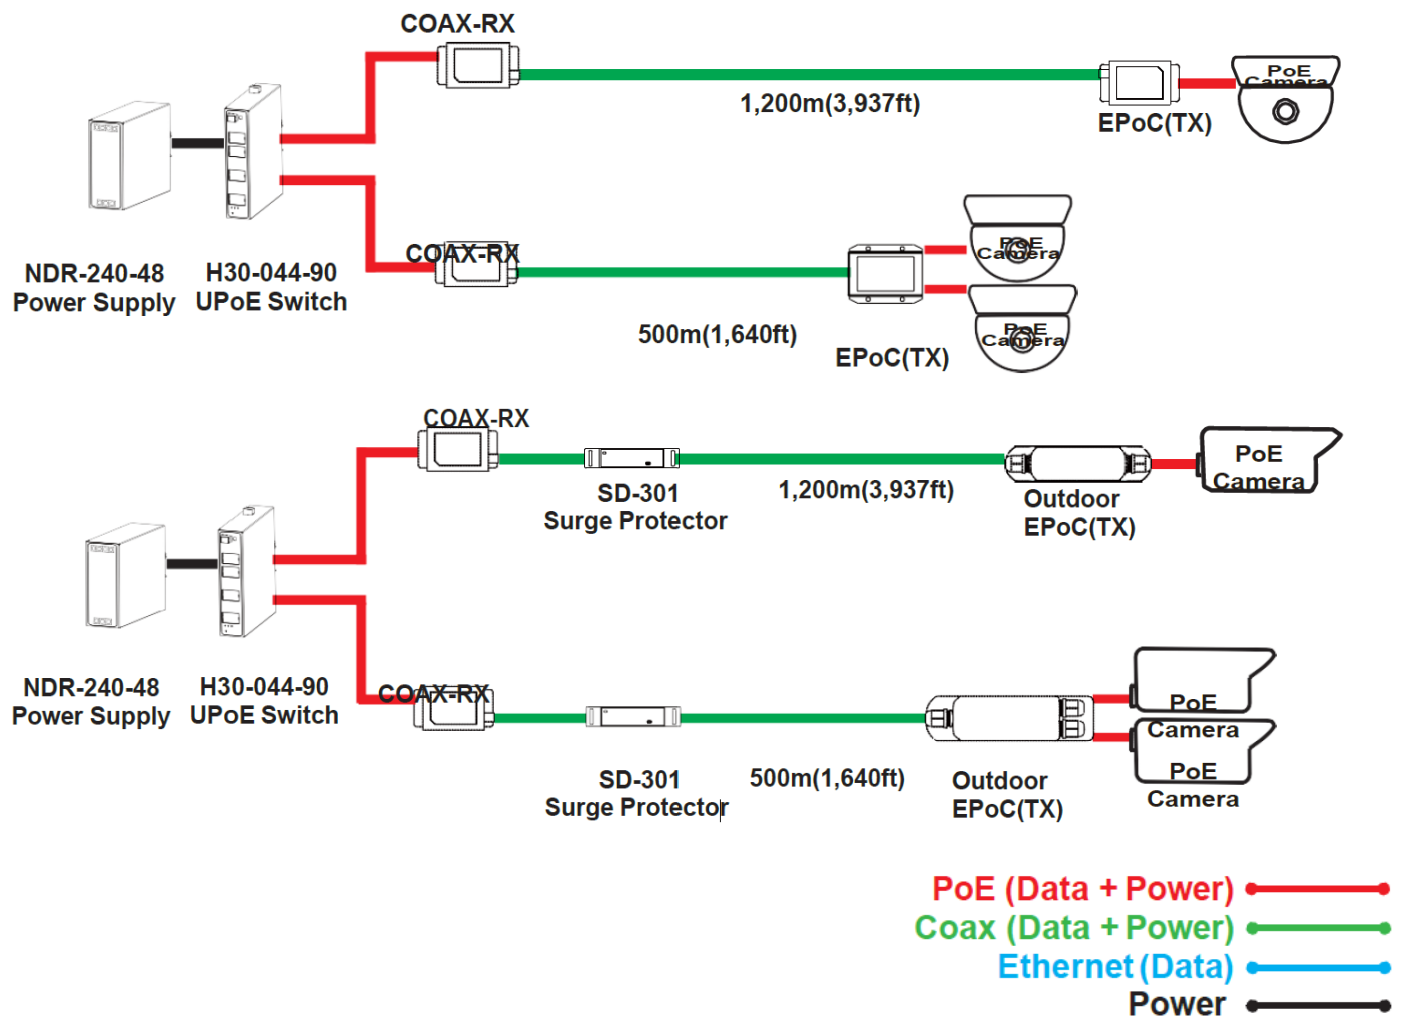 COAX-RX
1,200m(3,937ft)
PoE
Camera
EPoC(TX)
NDR-240-48
Power Supply
H30-044-90
UPoE Switch
COAX-RX
500m(1,640ft)
EPoC(TX)
PoE
Camera
PoE
Camera
COAX-RX
SD-301
Surge Protector
1,200m(3,937ft)
Outdoor
EPoC(TX)
PoE
Camera
NDR-240-48
Power Supply
H30-044-90
UPoE Switch
COAX-RX
SD-301
Surge Protector
500m(1,640ft)
Outdoor
EPoC(TX)
PoE
Camera
PoE
Camera
PoE (Data + Power)
Coax (Data + Power)
Ethernet (Data)
Power